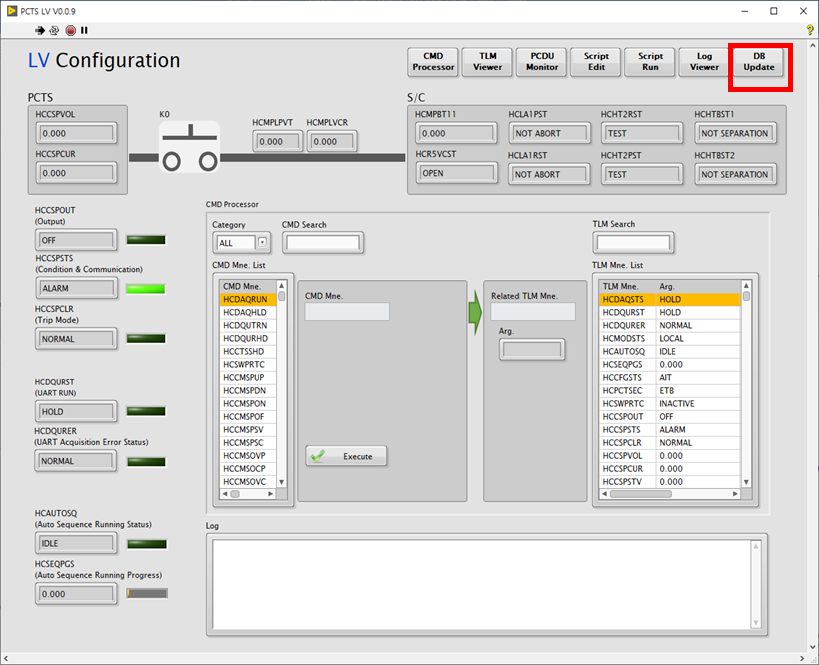 PCTS LV V0.0.9
?
LV Configuration
CMD Processor
TLM Viewer
PCDU Monitor
Script Edit
Script Run
Log Viewer
DB Update
PCTS
HCCSPVOL
0.000
HCCSPCUR
0.000
K0
HCMPLPVT
0.000
HCMPLVCR
0.000
S/C
HCMPBT11
0.000
HCLA1PST
NOT ABORT
HCHT2RST
TEST
HCHTBST1
NOT SEPARATION
HCR5VCST
OPEN
HCLA1RST
NOT ABORT
HCHT2PST
TEST
HCHTBST2
NOT SEPARATION
HCCSPOUT
(Output)
OFF
HCCSPSTS
(Condition & Communication)
ALARM
HCCSPCLR
(Trip Mode)
NORMAL
HCDQURST
(UART RUN)
HOLD
HCDQURER
(UART Acquisition Error Status)
NORMAL
HCAUTOSQ
(Auto Sequence Running Status)
IDLE
HCSEQPGS
(Auto Sequence Running Progress)
0.000
CMD Processor
Category
ALL
CMD Search
CMD Mne. List
CMD Mne.
HCDAQRUN
HCDAQHLD
HCDQUTRN
HCDQURHD
HCCTSSHD
HCSWPRTC
HCCMSPUP
HCCMSPDN
HCCMSPON
HCCMSPOF
HCCMSPSV
HCCMSPSC
HCCMSOVP
HCCMSOCP
HCCMSOVC
CMD Mne.
Execute
Related TLM Mne.
Arg.
TLM Search
TLM Mne. List
TLM Mne. Arg.
HCDAQSTS HOLD
HCDQURST HOLD
HCDQURER NORMAL
HCMODSTS LOCAL
HCAUTOSQ IDLE
HCSEQPGS 0.000
HCCFGSTS AIT
HCPCTSEC ETB
HCSWPRTC INACTIVE
HCCSPOUT OFF
HCCSPSTS ALARM
HCCSPCLR NORMAL
HCCSPVOL 0.000
HCCSPCUR 0.000
HCCSPSTV 0.000
Log